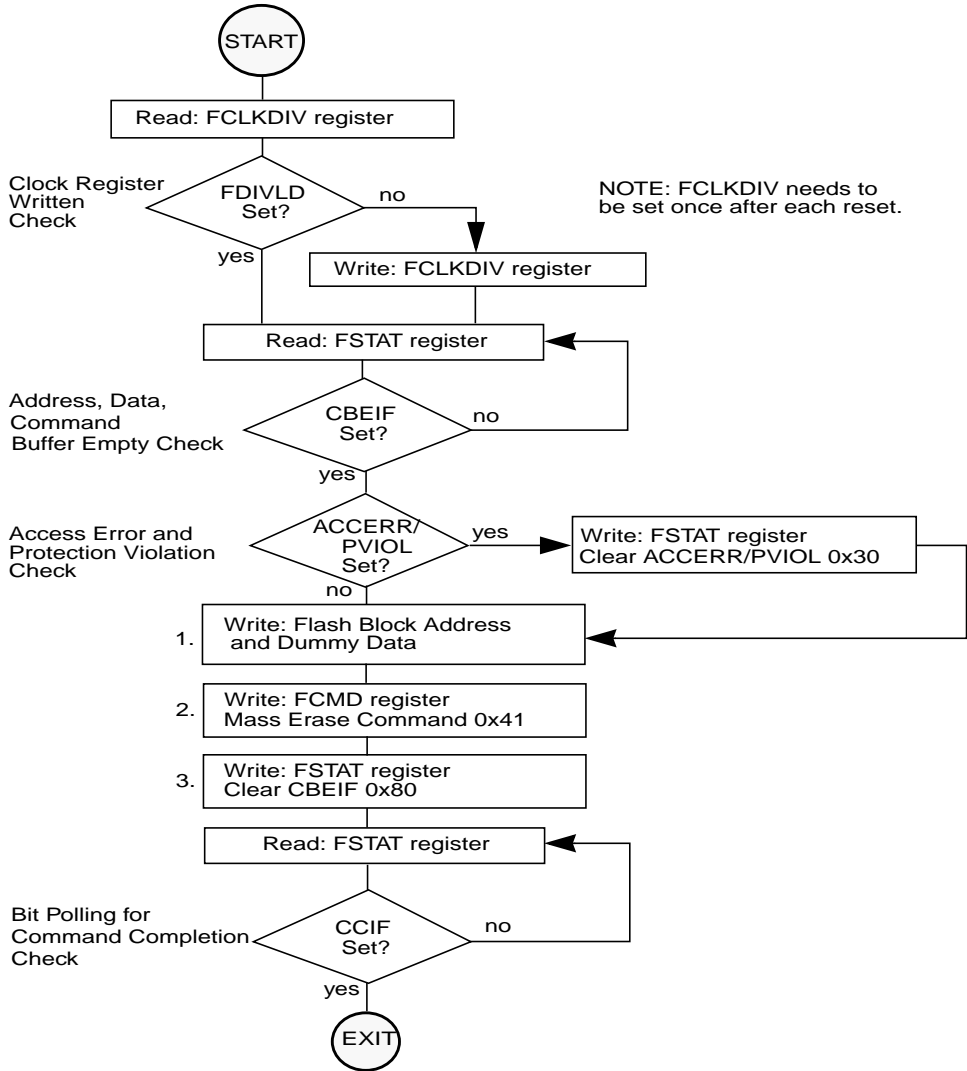 START
Read: FCLKDIV register
Clock Register
Written
Check
FDIVLD
Set?
no
yes
NOTE: FCLKDIV needs to
be set once after each reset.
Write: FCLKDIV register
Read: FSTAT register
Address, Data,
Command
Buffer Empty Check
CBEIF
Set?
no
yes
Access Error and
Protection Violation
Check
ACCERR/
PVIOL
Set?
yes
no
Write: FSTAT register
Clear ACCERR/PVIOL 0x30
1.
Write: Flash Block Address
and Dummy Data
2.
Write: FCMD register
Mass Erase Command 0x41
3.
Write: FSTAT register
Clear CBEIF 0x80
Read: FSTAT register
Bit Polling for
Command Completion
Check
CCIF
Set?
no
yes
EXIT